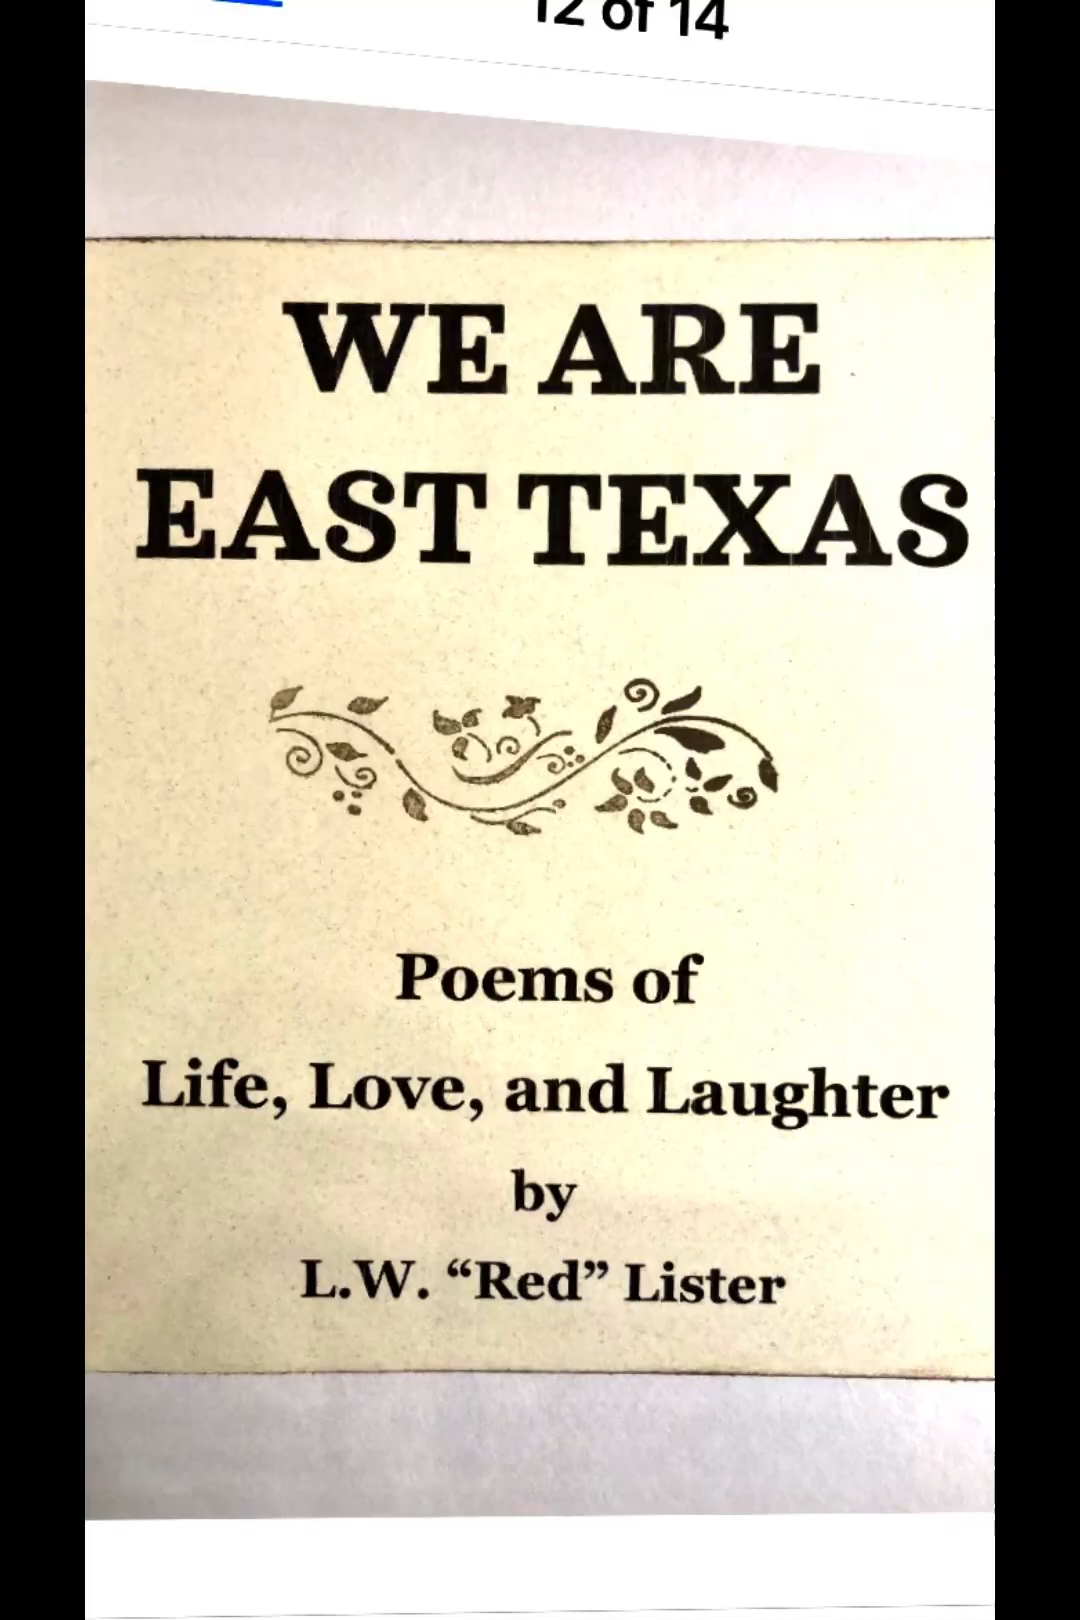 12 of 14
WE ARE
EAST TEXAS
Poems of
Life, Love, and Laughter
by
L.W. “Red” Lister